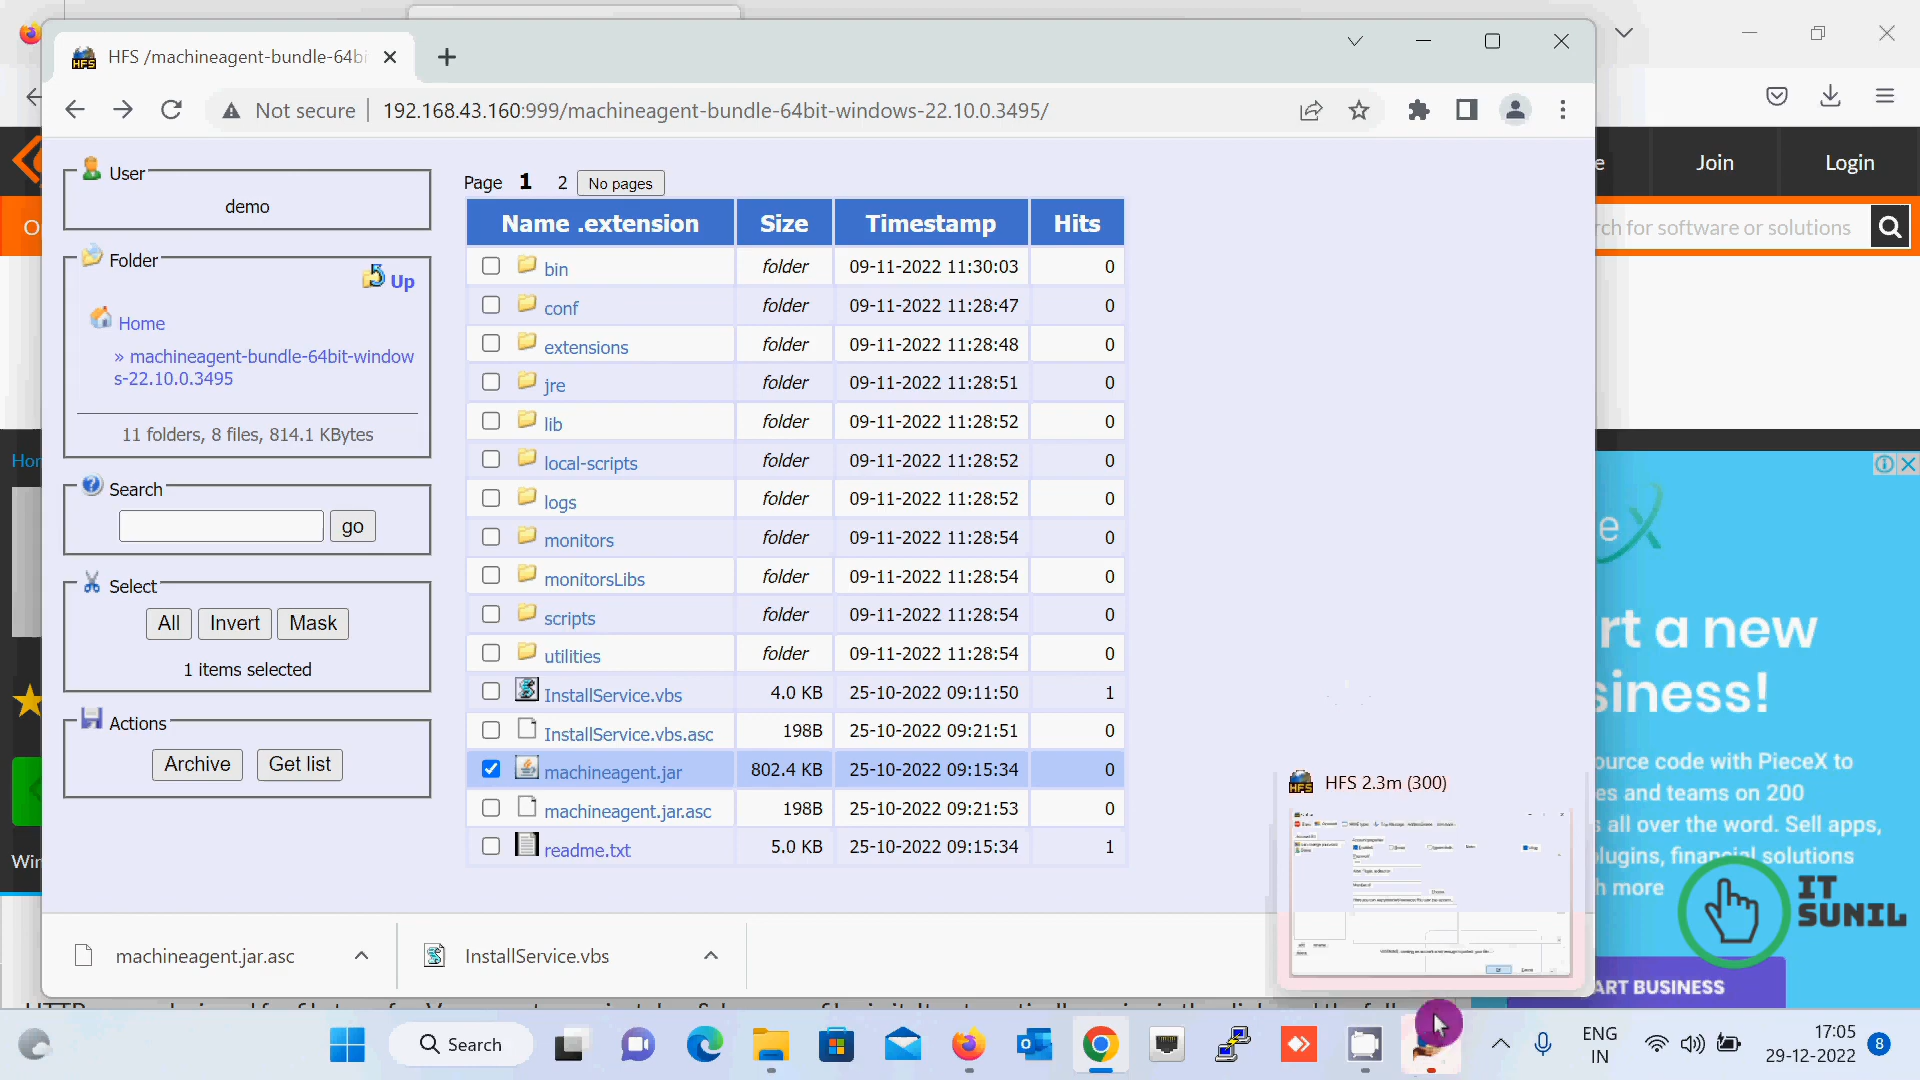 HFS /machineagent-bundle-64bi
Not secure
192.168.43.160:999/machineagent-bundle-64bit-windows-22.10.0.3495/
Join
Login
rch for software or solutions
User
demo
Folder
Up
Home
» machineagent-bundle-64bit-window
s-22.10.0.3495
11 folders, 8 files, 814.1 KBytes
Search
go
Select
All Invert Mask
1 items selected
Actions
Archive Get list
Page 1 2 No pages
Name .extension Size Timestamp Hits
bin folder 09-11-2022 11:30:03 0
conf folder 09-11-2022 11:28:47 0
extensions folder 09-11-2022 11:28:48 0
jre folder 09-11-2022 11:28:51 0
lib folder 09-11-2022 11:28:52 0
local-scripts folder 09-11-2022 11:28:52 0
logs folder 09-11-2022 11:28:52 0
monitors folder 09-11-2022 11:28:54 0
monitorsLibs folder 09-11-2022 11:28:54 0
scripts folder 09-11-2022 11:28:54 0
utilities folder 09-11-2022 11:28:54 0
InstallService.vbs 4.0 KB 25-10-2022 09:11:50 1
InstallService.vbs.asc 198B 25-10-2022 09:21:51 0
machineagent.jar 802.4 KB 25-10-2022 09:15:34 0
machineagent.jar.asc 198B 25-10-2022 09:21:53 0
readme.txt 5.0 KB 25-10-2022 09:15:34 1
HFS 2.3m (300)
machineagent.jar.asc
InstallService.vbs
Hor
Wir
eX
rt a new
siness!
ource code with PieceX to
es and teams on 200
s all over the word. Sell apps,
plugins, financial solutions
h more
ART BUSINESS
IT
SUNIL
Search
ENG
IN
17:05
29-12-2022
8